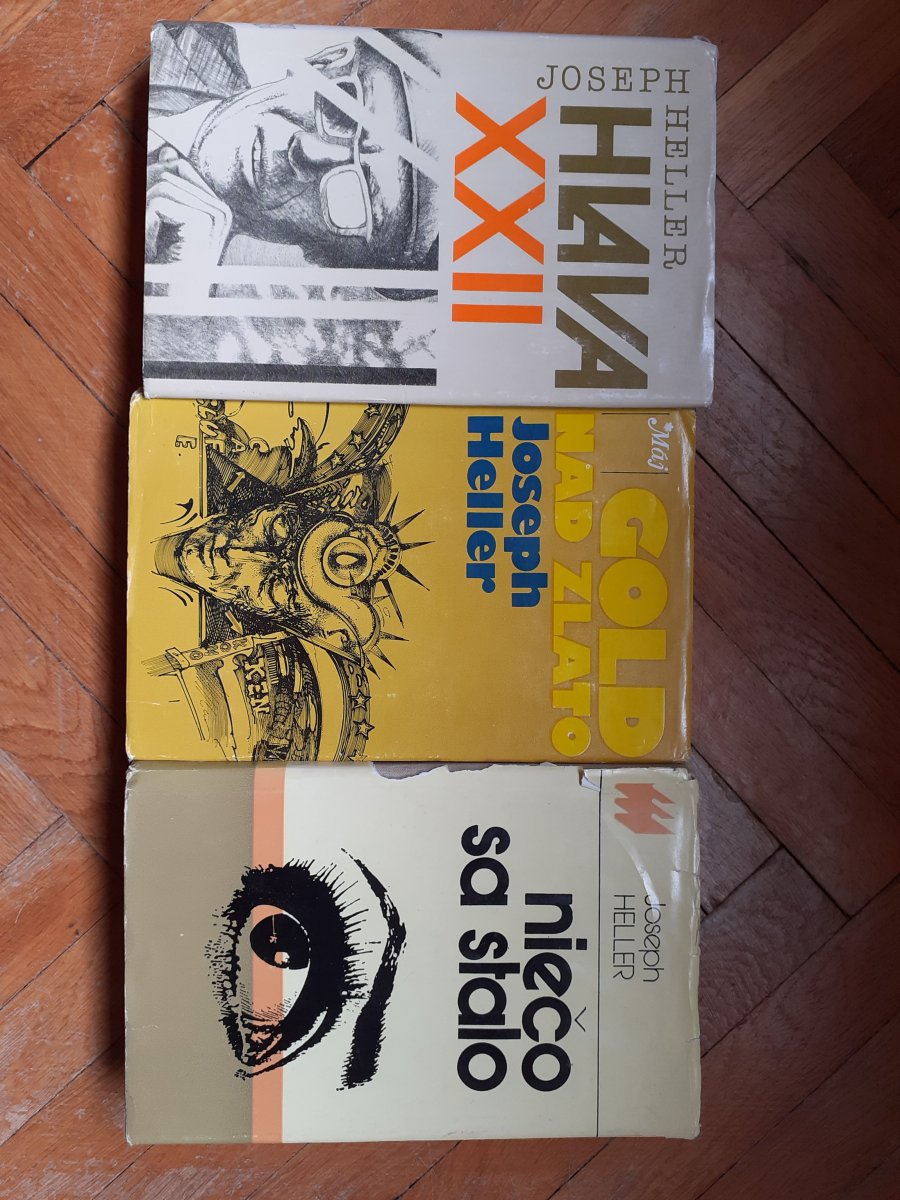 JOSEPH
HELLER
HLAVA
XXII
Máj
GOLD
NAD ZLATO
Joseph
Heller
Joseph
HELLER
niečo
sa stalo